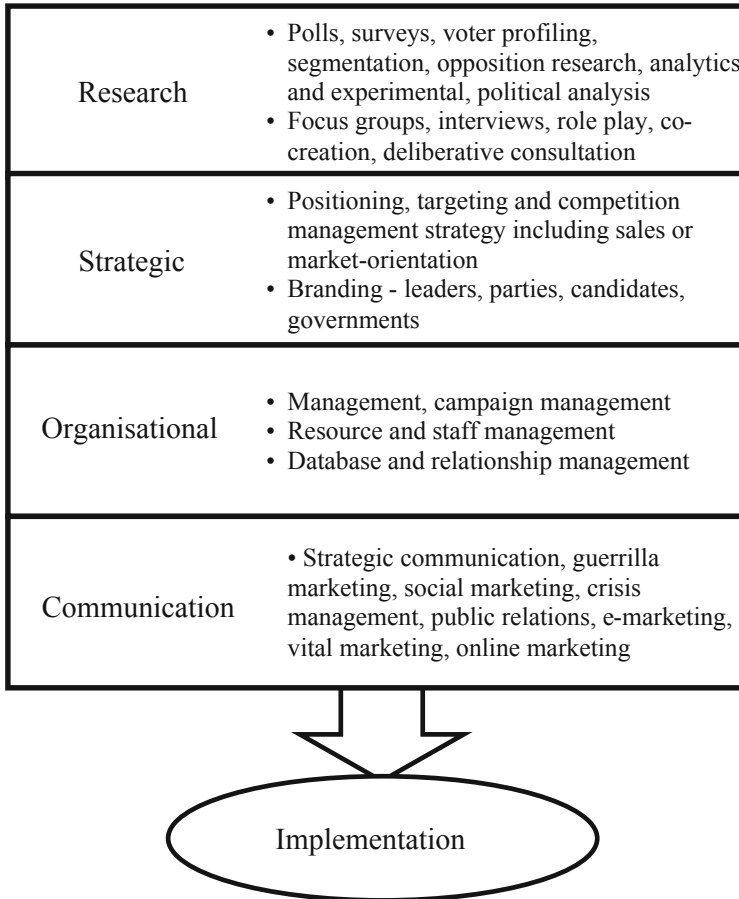 Research
• Polls, surveys, voter profiling,
segmentation, opposition research, analytics
and experimental, political analysis
• Focus groups, interviews, role play, co-
creation, deliberative consultation
Strategic
• Positioning, targeting and competition
management strategy including sales or
market-orientation
• Branding - leaders, parties, candidates,
governments
Organisational
• Management, campaign management
• Resource and staff management
• Database and relationship management
Communication
• Strategic communication, guerrilla
marketing, social marketing, crisis
management, public relations, e-marketing,
vital marketing, online marketing
Implementation